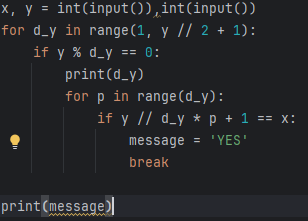 x, y = int(input()),int(input())
for d_y in range(1, y // 2 + 1):
    if y % d_y == 0:
        print(d_y)
        for p in range(d_y):
            if y // d_y * p + 1 == x:
                message = 'YES'
                break
print(message)